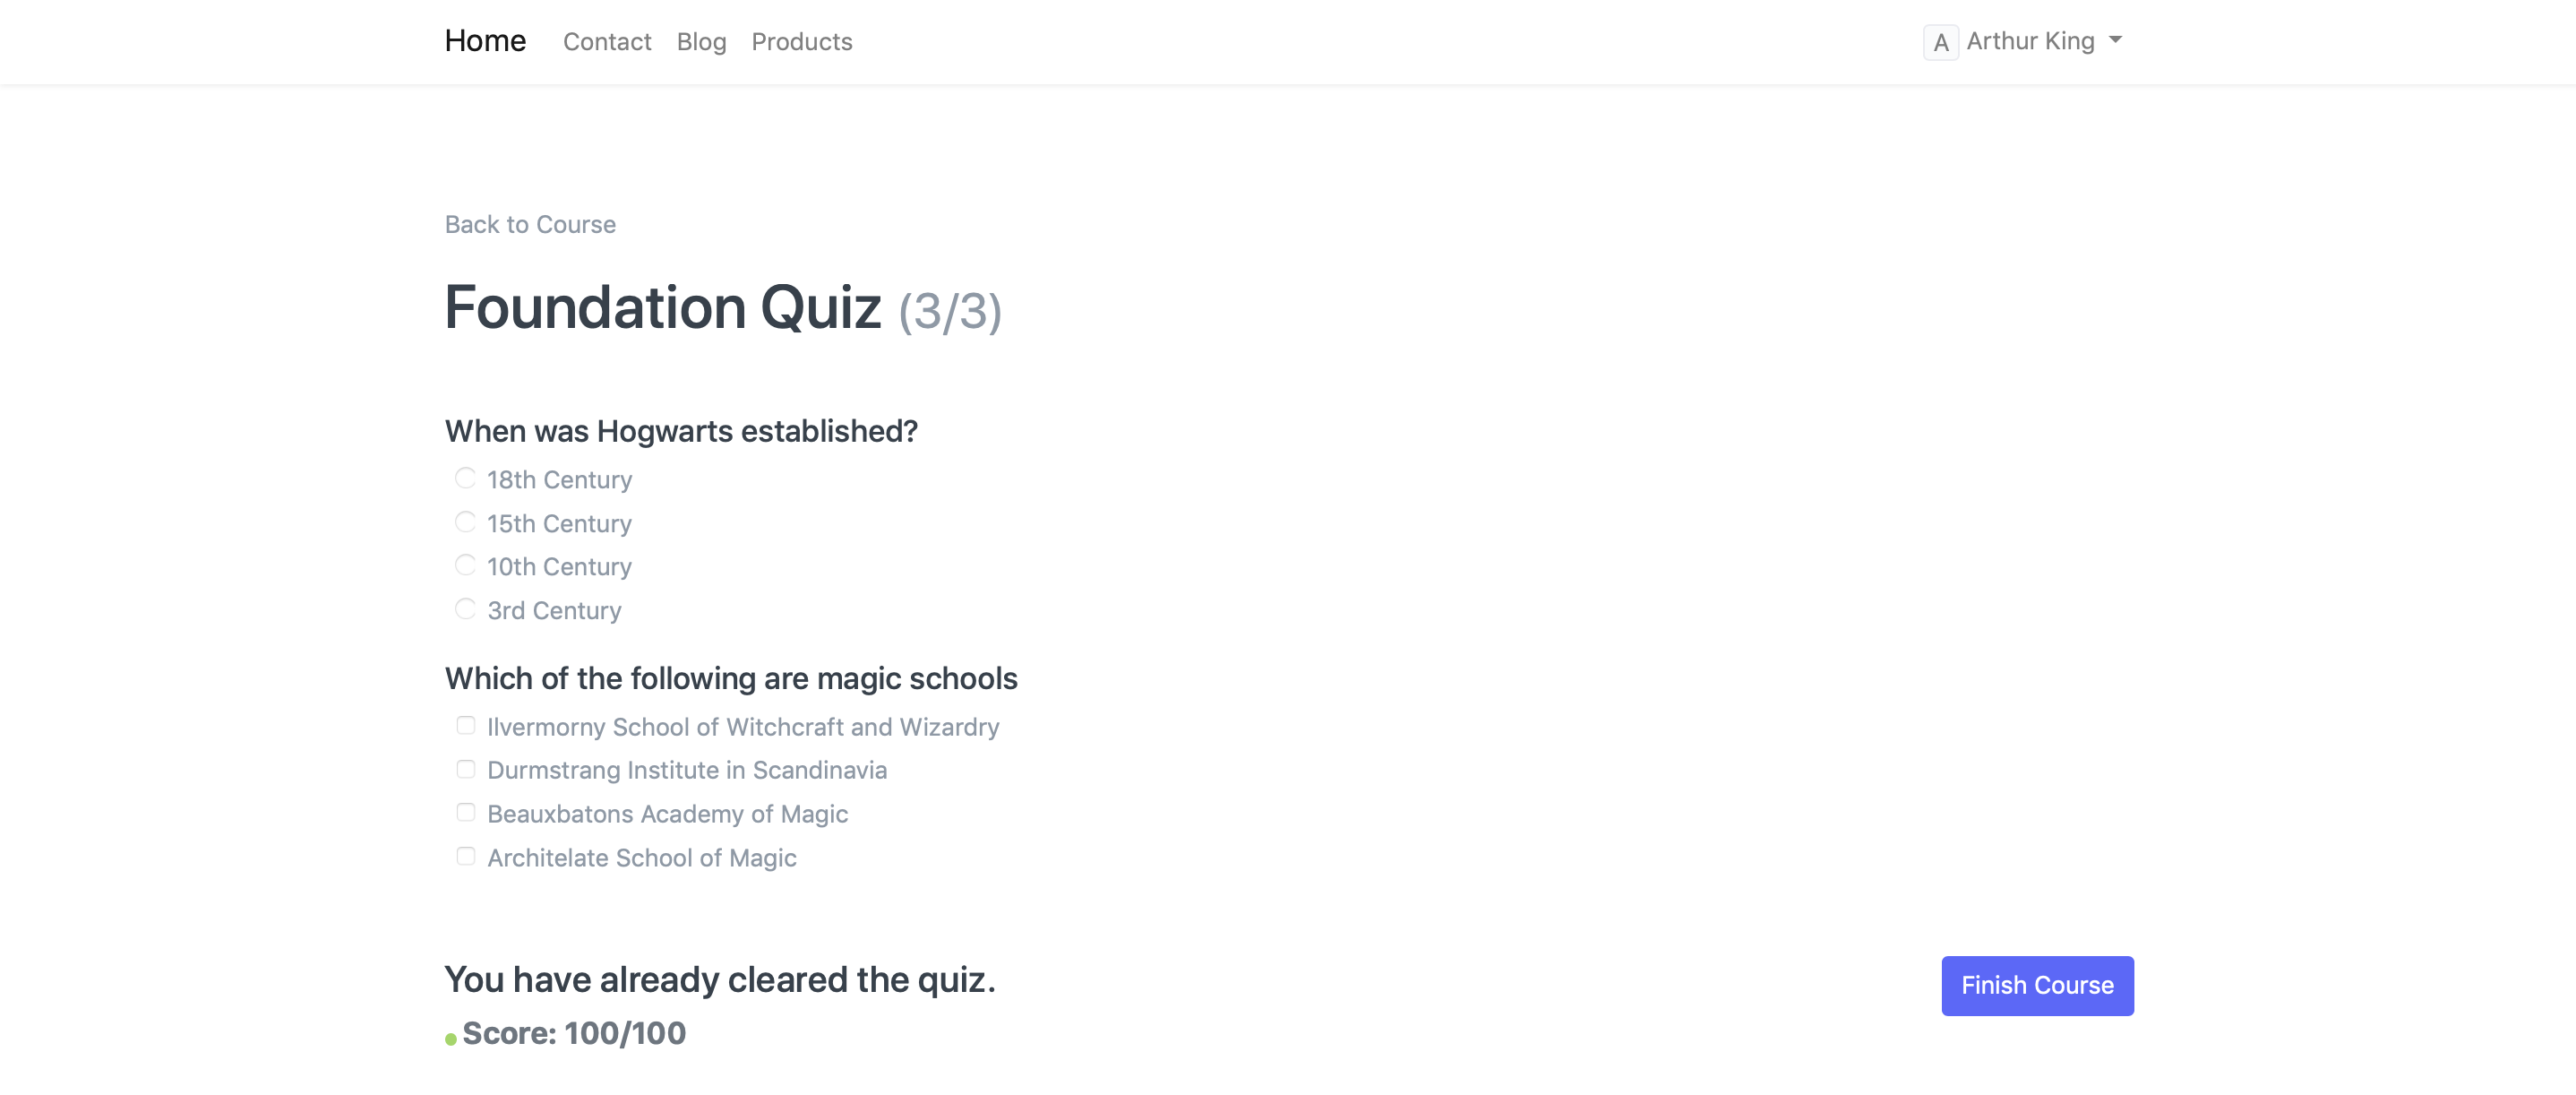 Home Contact Blog Products A Arthur King
Back to Course
Foundation Quiz (3/3)
When was Hogwarts established?
18th Century
15th Century
10th Century
3rd Century
Which of the following are magic schools
Ilvermorny School of Witchcraft and Wizardry
Durmstrang Institute in Scandinavia
Beauxbatons Academy of Magic
Architelate School of Magic
You have already cleared the quiz.
Finish Course
Score: 100/100